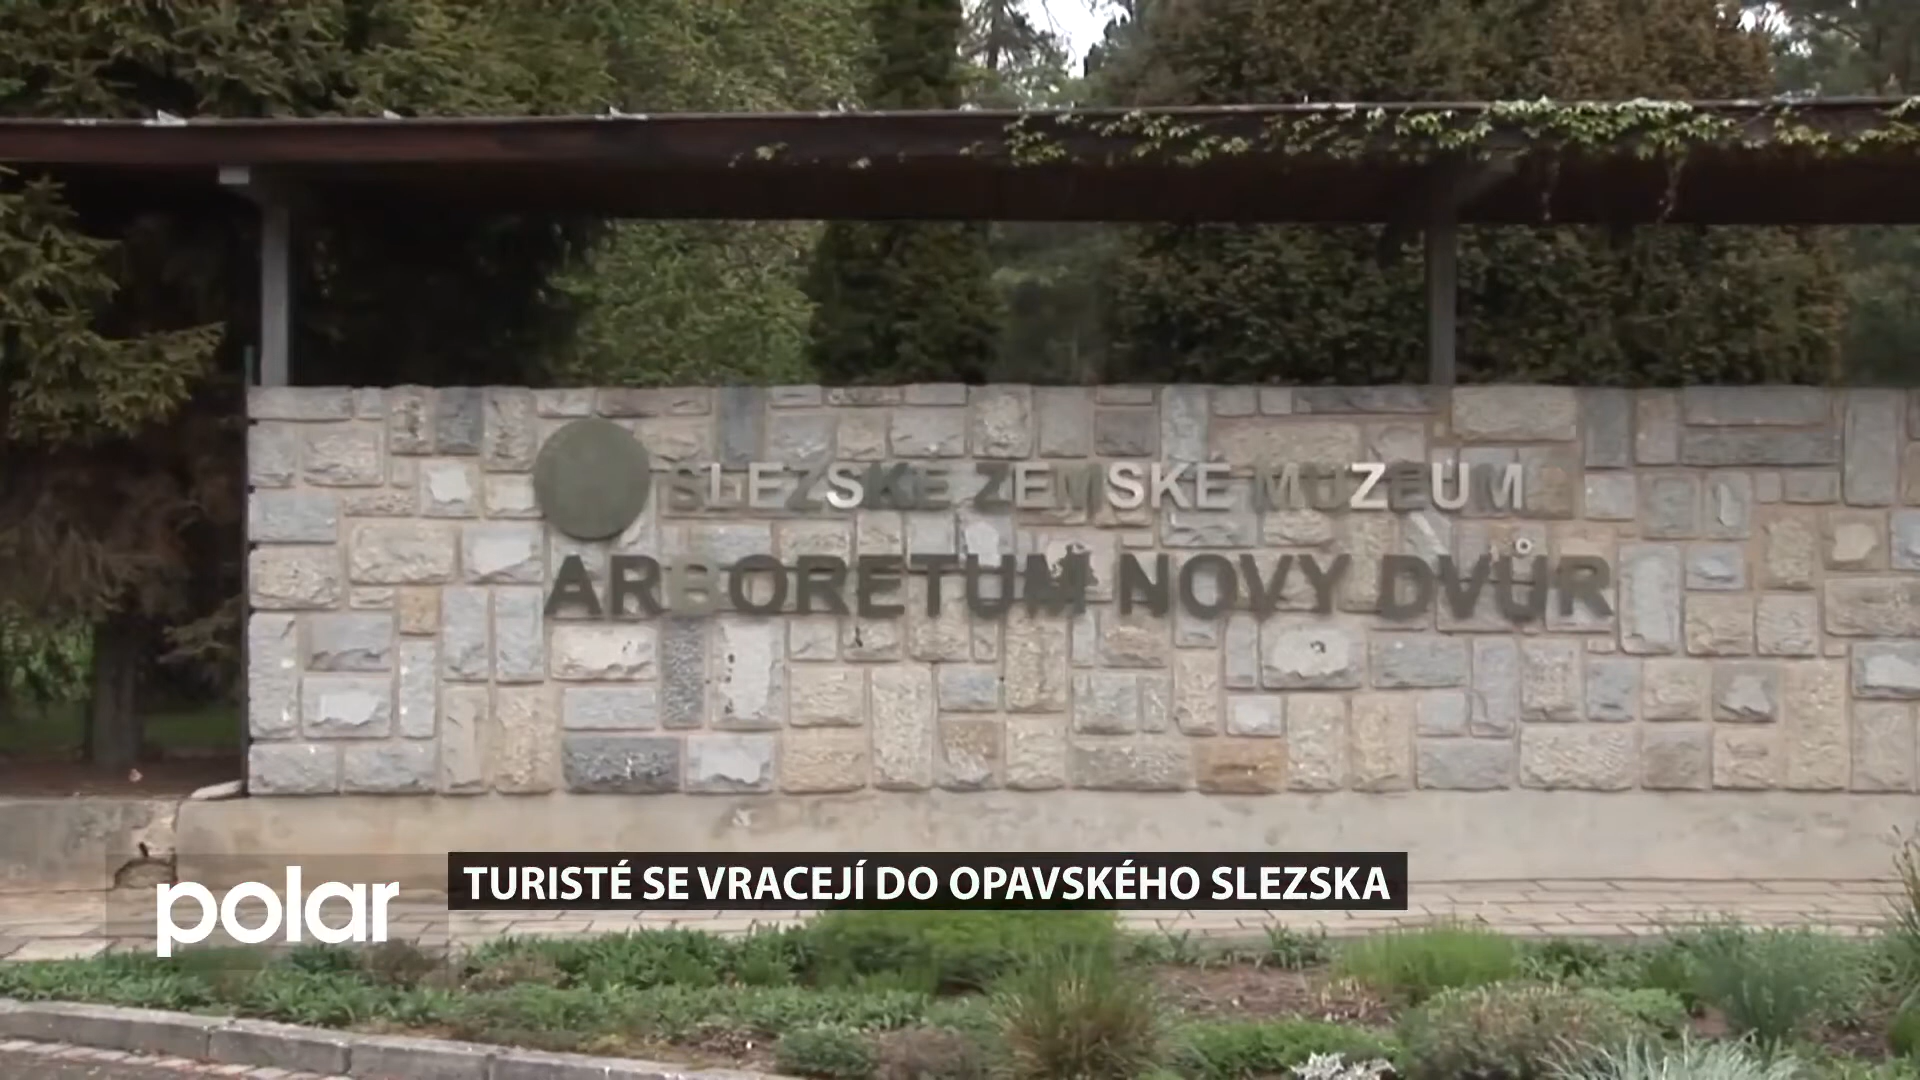 SLEZSKÉ ZEMSKÉ MUZEUM
ARBORETUM NOVÝ DVŮR
polar
TURISTÉ SE VRACEJÍ DO OPAVSKÉHO SLEZSKA